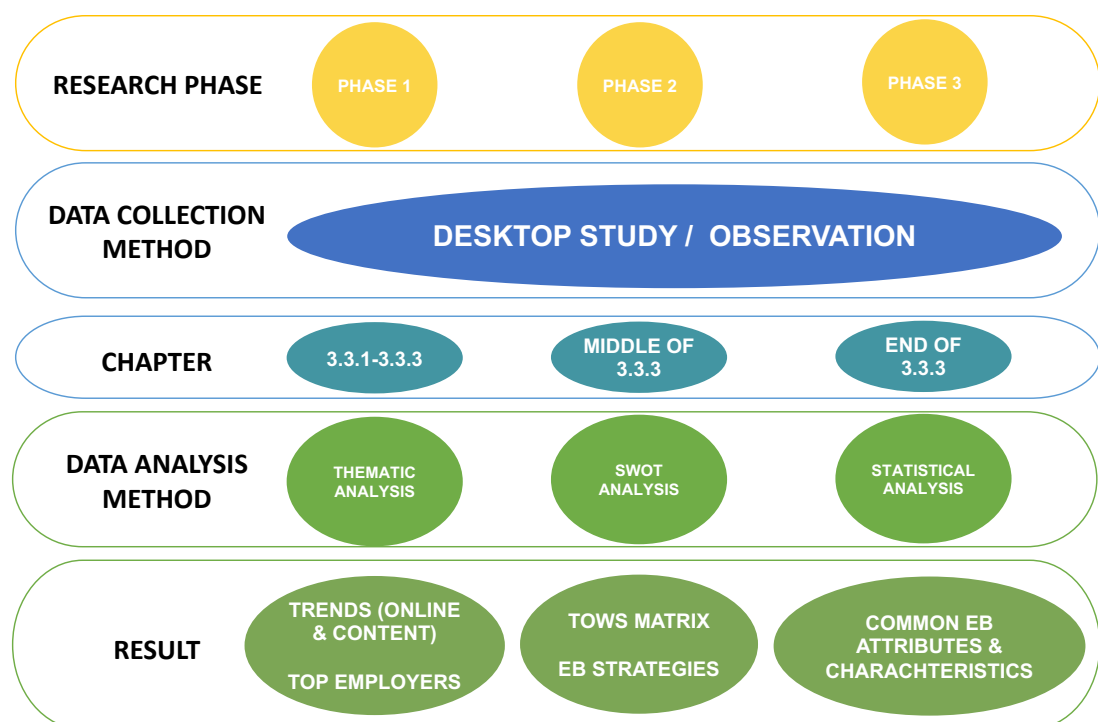 RESEARCH PHASE
PHASE 1
PHASE 2
PHASE 3
DATA COLLECTION
METHOD
DESKTOP STUDY / OBSERVATION
CHAPTER
3.3.1-3.3.3
MIDDLE OF
3.3.3
END OF
3.3.3
DATA ANALYSIS
METHOD
THEMATIC
ANALYSIS
SWOT
ANALYSIS
STATISTICAL
ANALYSIS
RESULT
TRENDS (ONLINE
& CONTENT)
TOP EMPLOYERS
TOWS MATRIX
EB STRATEGIES
COMMON EB
ATTRIBUTES &
CHARACHTERISTICS